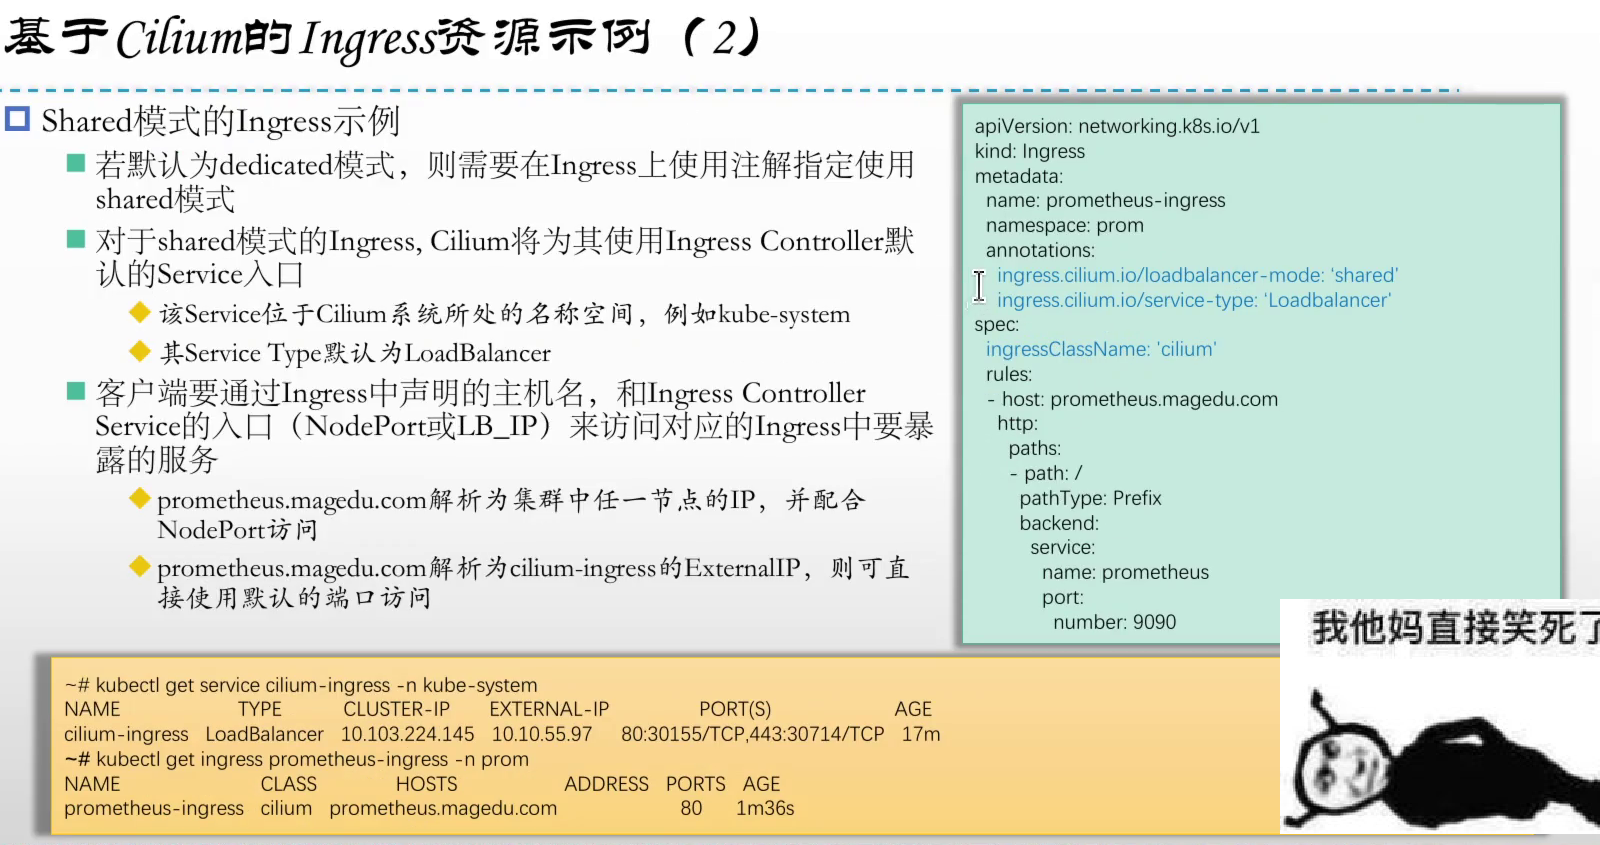 基于Cilium的Ingress资源示例（2）
Shared模式的Ingress示例
若默认为dedicated模式，则需要在Ingress上使用注解指定使用
shared模式
对于shared模式的Ingress, Cilium将为其使用Ingress Controller默
认的Service入口
该Service位于Cilium系统所处的名称空间，例如kube-system
其Service Type默认为LoadBalancer
客户端要通过Ingress中声明的主机名，和Ingress Controller
Service的入口（NodePort或LB_IP）来访问对应的Ingress中要暴
露的服务
prometheus.magedu.com解析为集群中任一节点的IP，并配合
NodePort访问
prometheus.magedu.com解析为cilium-ingress的ExternalIP，则可直
接使用默认的端口访问
apiVersion: networking.k8s.io/v1
kind: Ingress
metadata:
  name: prometheus-ingress
  namespace: prom
  annotations:
    ingress.cilium.io/loadbalancer-mode: ‘shared’
    ingress.cilium.io/service-type: ‘Loadbalancer’
spec:
  ingressClassName: 'cilium'
  rules:
  - host: prometheus.magedu.com
    http:
      paths:
      - path: /
        pathType: Prefix
        backend:
          service:
            name: prometheus
            port:
              number: 9090
我他妈直接笑死了
~# kubectl get service cilium-ingress -n kube-system
NAME TYPE CLUSTER-IP EXTERNAL-IP PORT(S) AGE
cilium-ingress LoadBalancer 10.103.224.145 10.10.55.97 80:30155/TCP,443:30714/TCP 17m
~# kubectl get ingress prometheus-ingress -n prom
NAME CLASS HOSTS ADDRESS PORTS AGE
prometheus-ingress cilium prometheus.magedu.com 80 1m36s